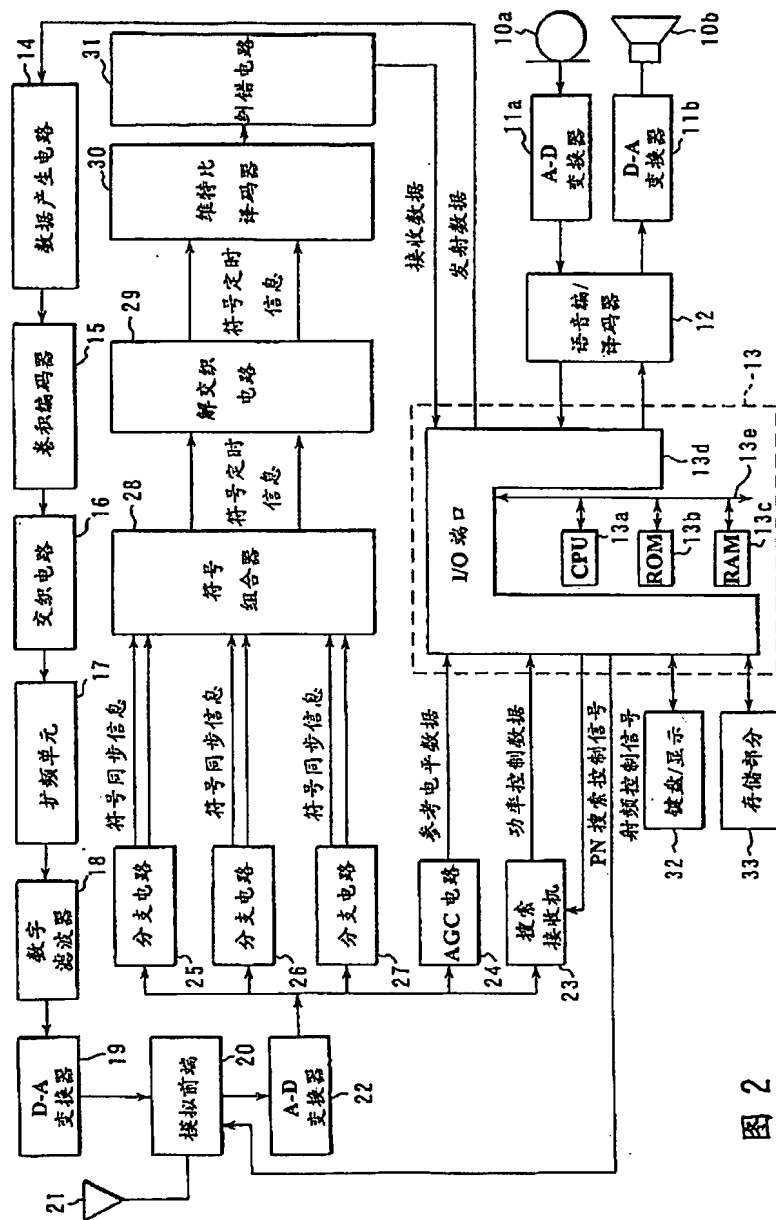 21
D-A
变换器
19
数字
滤波器
18
扩频单元
17
交织电路
16
卷积编码器
15
数据产生电路
14
模拟前端
20
A-D
变换器
22
分支电路
25
符号同步信息
分支电路
26
符号同步信息
分支电路
27
符号同步信息
符号
组合器
28
符号定时
信息
解交织
电路
29
符号定时
信息
维特比
译码器
30
纠错电路
31
AGC 电路
24
参考电平数据
搜索
接收机
23
功率控制数据
PN 搜索控制信号
射频控制信号
接收数据
发射数据
键盘/显示
32
存储部分
33
I/O 端口
CPU
13a
ROM
13b
RAM
13c
13d
13e
13
语音编/
译码器
12
A-D
变换器
11a
D-A
变换器
11b
10a
10b
图 2